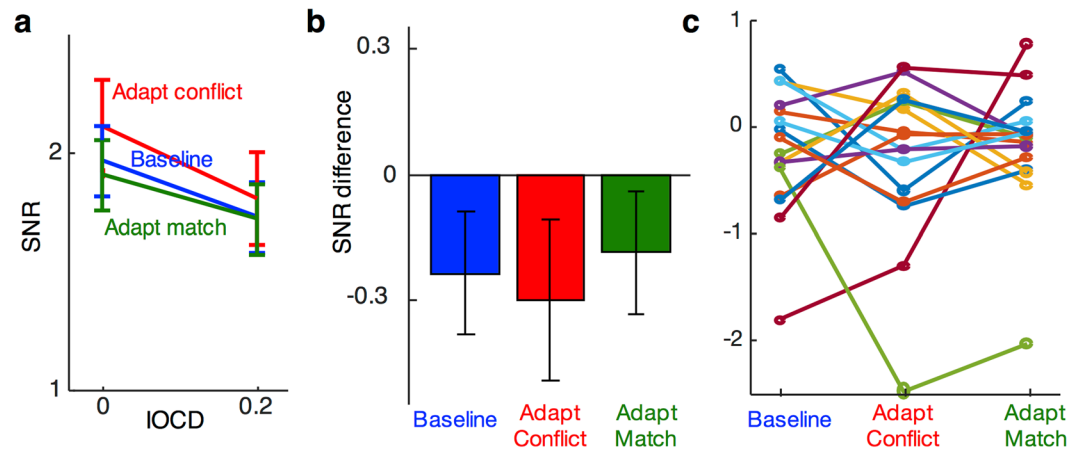 a
SNR
2
1
Adapt conflict
Baseline
Adapt match
0
0.2
IOCD
b
SNR difference
0.3
0
-0.3
Baseline
Adapt
Conflict
Adapt
Match
c
1
0
-1
-2
Baseline
Adapt
Conflict
Adapt
Match